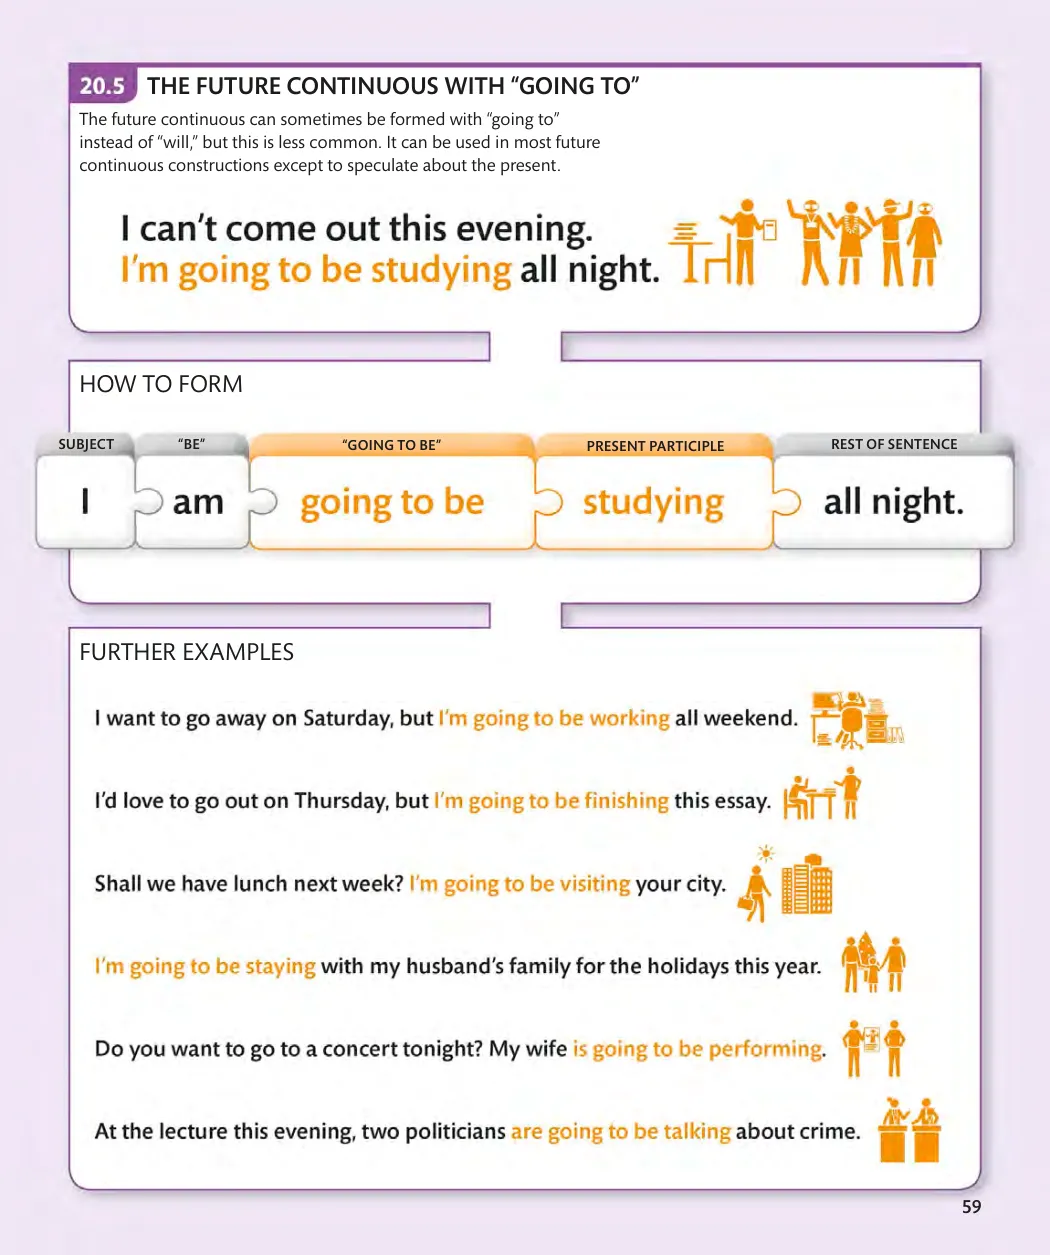 20.5 THE FUTURE CONTINUOUS WITH “GOING TO”
The future continuous can sometimes be formed with “going to”
instead of “will,” but this is less common. It can be used in most future
continuous constructions except to speculate about the present.
I can’t come out this evening.
I’m going to be studying all night.
HOW TO FORM
SUBJECT “BE” “GOING TO BE” PRESENT PARTICIPLE REST OF SENTENCE
I am going to be studying all night.
FURTHER EXAMPLES
I want to go away on Saturday, but I’m going to be working all weekend.
I’d love to go out on Thursday, but I’m going to be finishing this essay.
Shall we have lunch next week? I’m going to be visiting your city.
I’m going to be staying with my husband’s family for the holidays this year.
Do you want to go to a concert tonight? My wife is going to be performing.
At the lecture this evening, two politicians are going to be talking about crime.
59